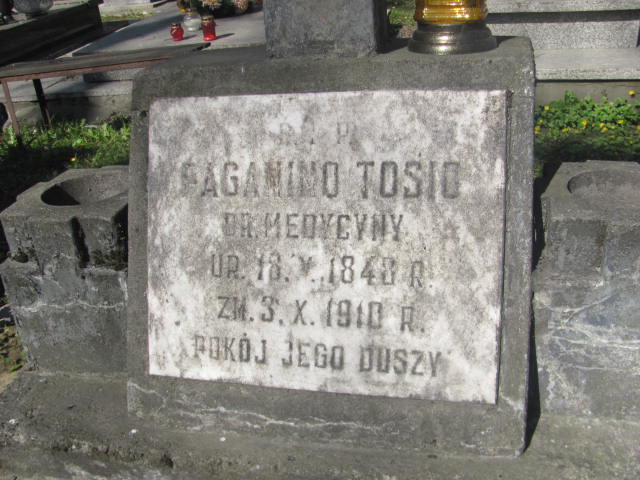 Ś. P.
PAGANINO TOSIO
DR. MEDYCYNY
UR. 18. V. 1840 R.
ZM. 3. X. 1910 R.
POKÓJ JEGO DUSZY